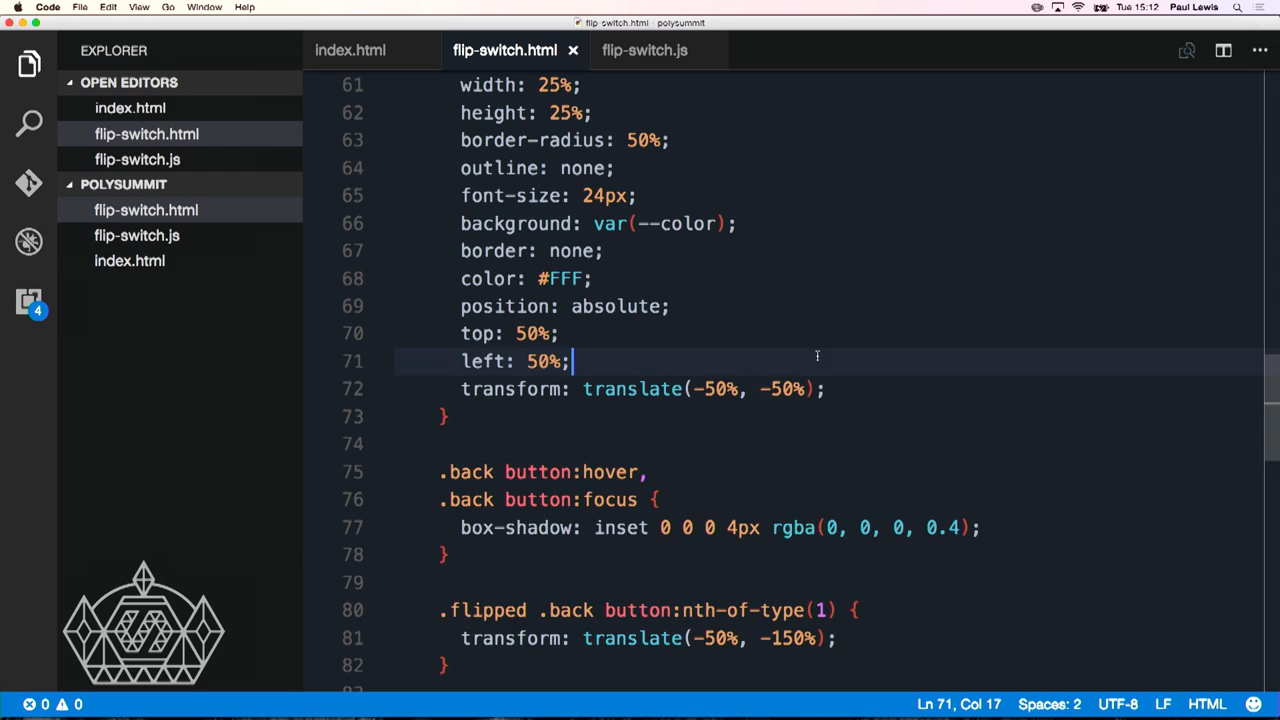 Code File Edit View Go Window Help Tue 15:12 Paul Lewis
flip-switch.html - polysummit
EXPLORER
index.html flip-switch.html × flip-switch.js
OPEN EDITORS
index.html
flip-switch.html
flip-switch.js
POLYSUMMIT
flip-switch.html
flip-switch.js
index.html
4
61 width: 25%;
62 height: 25%;
63 border-radius: 50%;
64 outline: none;
65 font-size: 24px;
66 background: var(--color);
67 border: none;
68 color: #FFF;
69 position: absolute;
70 top: 50%;
71 left: 50%;
72 transform: translate(-50%, -50%);
73 }
74
75 .back button:hover,
76 .back button:focus {
77 box-shadow: inset 0 0 0 4px rgba(0, 0, 0, 0.4);
78 }
79
80 .flipped .back button:nth-of-type(1) {
81 transform: translate(-50%, -150%);
82 }
0 0 Ln 71, Col 17 Spaces: 2 UTF-8 LF HTML